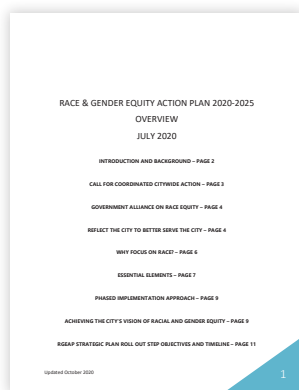 RACE & GENDER EQUITY ACTION PLAN 2020-2025
OVERVIEW
JULY 2020
INTRODUCTION AND BACKGROUND – PAGE 2
CALL FOR COORDINATED CITYWIDE ACTION – PAGE 3
GOVERNMENT ALLIANCE ON RACE EQUITY – PAGE 4
REFLECT THE CITY TO BETTER SERVE THE CITY – PAGE 4
WHY FOCUS ON RACE? – PAGE 6
ESSENTIAL ELEMENTS – PAGE 7
PHASED IMPLEMENTATION APPROACH – PAGE 9
ACHIEVING THE CITY'S VISION OF RACIAL AND GENDER EQUITY – PAGE 9
RGEAP STRATEGIC PLAN ROLL OUT STEP OBJECTIVES AND TIMELINE – PAGE 11
Updated October 2020
1